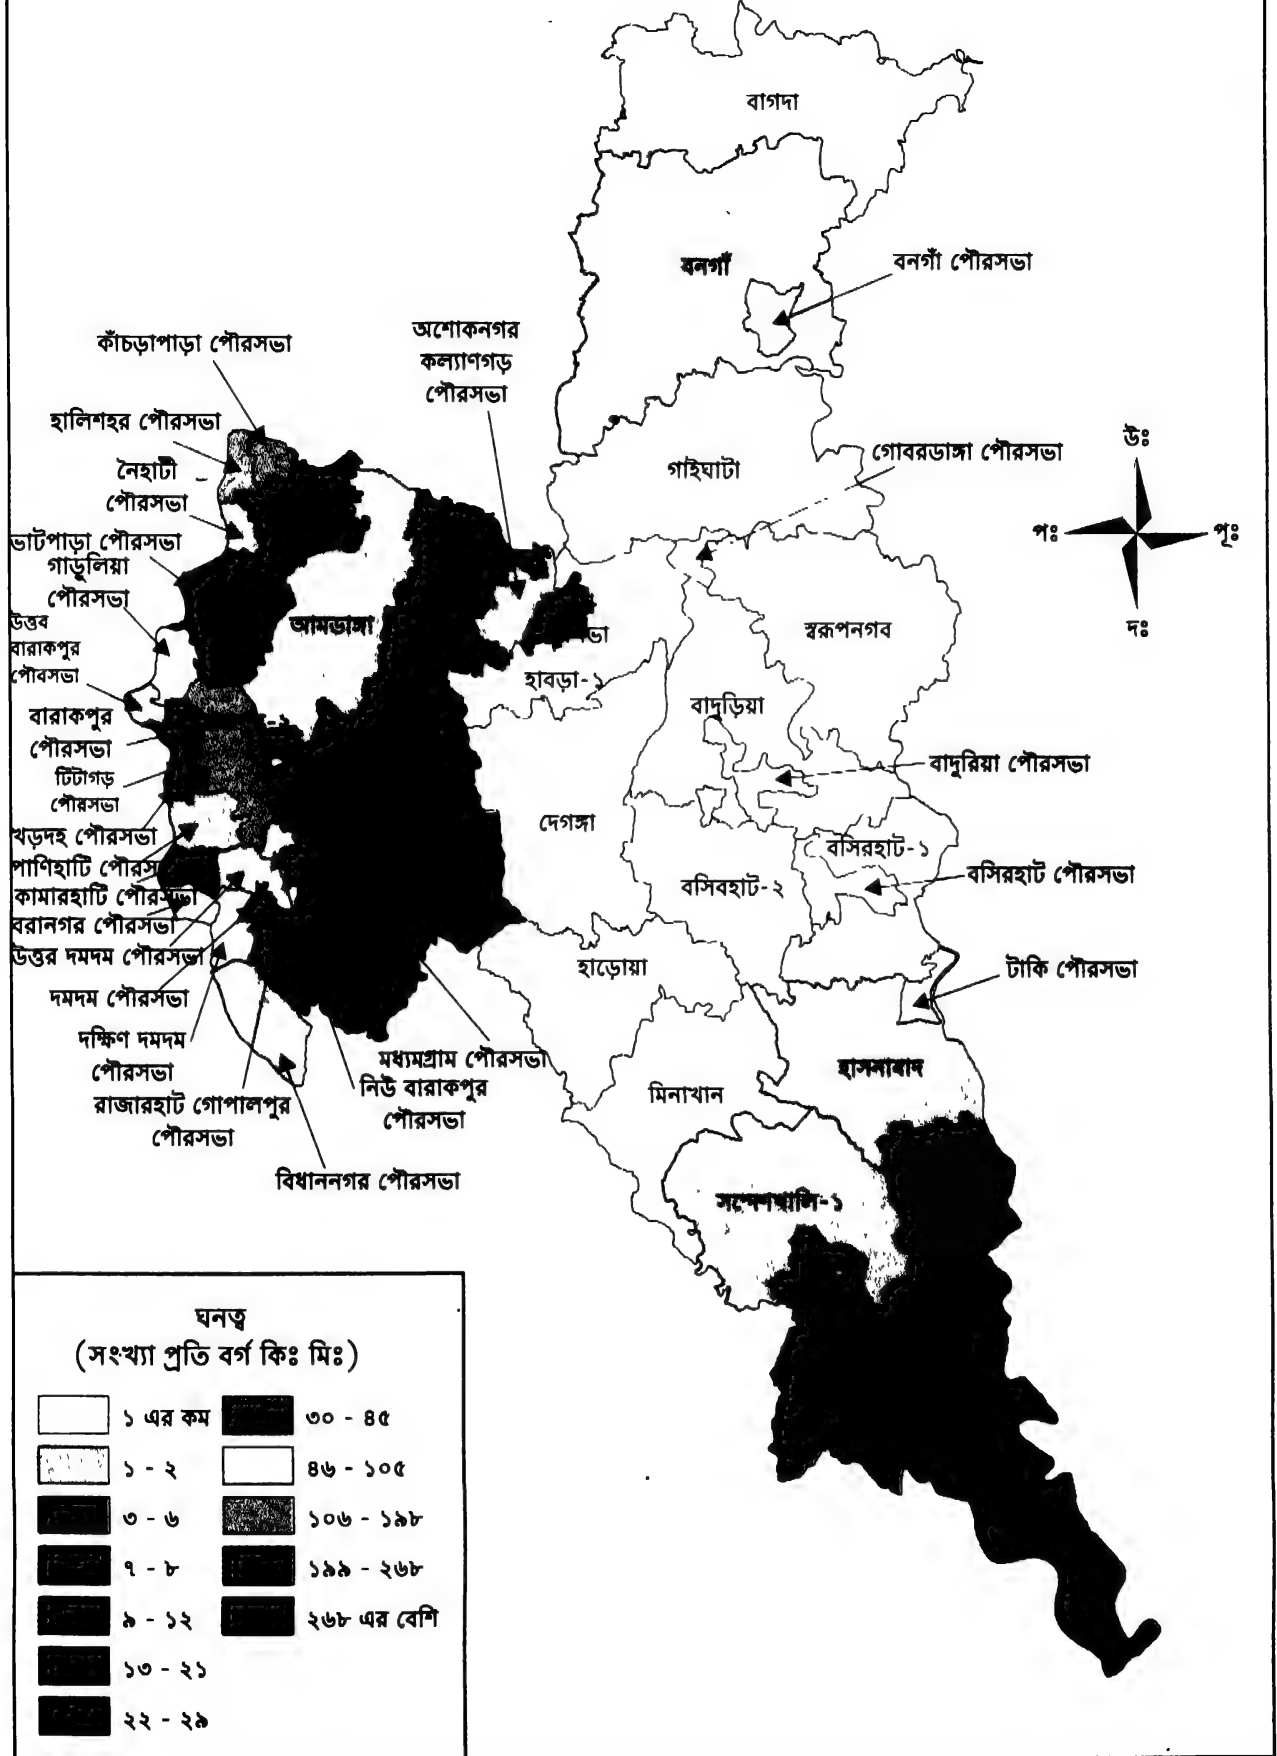 বাগদা
বনগাঁ
বনগাঁ পৌরসভা
কাঁচড়াপাড়া পৌরসভা
অশোকনগর
কল্যাণগড়
পৌরসভা
হালিশহর পৌরসভা
নৈহাটী
পৌরসভা
গাইঘাটা
গোবরডাঙ্গা পৌরসভা
উঃ
পঃ
পূঃ
দঃ
ভাটপাড়া পৌরসভা
গাড়ুলিয়া
পৌরসভা
উত্তব
বারাকপুর
পৌবসভা
আমডাঙ্গা
ভা
স্বরূপনগব
হাবড়া-১
বাদুড়িয়া
বারাকপুর
পৌরসভা
টিটাগড়
পৌরসভা
বাদুরিয়া পৌরসভা
খড়দহ পৌরসভা
দেগঙ্গা
বসিরহাট-১
পাণিহাটি পৌরস
কামারহাটি পৌরসভা
বসিবহাট-২
বসিরহাট পৌরসভা
বরানগর পৌরসভা
উত্তর দমদম পৌরসভা
হাড়োয়া
টাকি পৌরসভা
দমদম পৌরসভা
দক্ষিণ দমদম
পৌরসভা
মধ্যমগ্রাম পৌরসভা
হাসনাবাদ
নিউ বারাকপুর
পৌরসভা
মিনাখান
রাজারহাট গোপালপুর
পৌরসভা
বিধাননগর পৌরসভা
সন্দেশখালি-১
ঘনত্ব
(সংখ্যা প্রতি বর্গ কিঃ মিঃ)
১ এর কম
১ - ২
৩ - ৬
৭ - ৮
৯ - ১২
১৩ - ২১
২২ - ২৯
৩০ - ৪৫
৪৬ - ১০৫
১০৬ - ১৯৮
১৯৯ - ২৬৮
২৬৮ এর বেশি